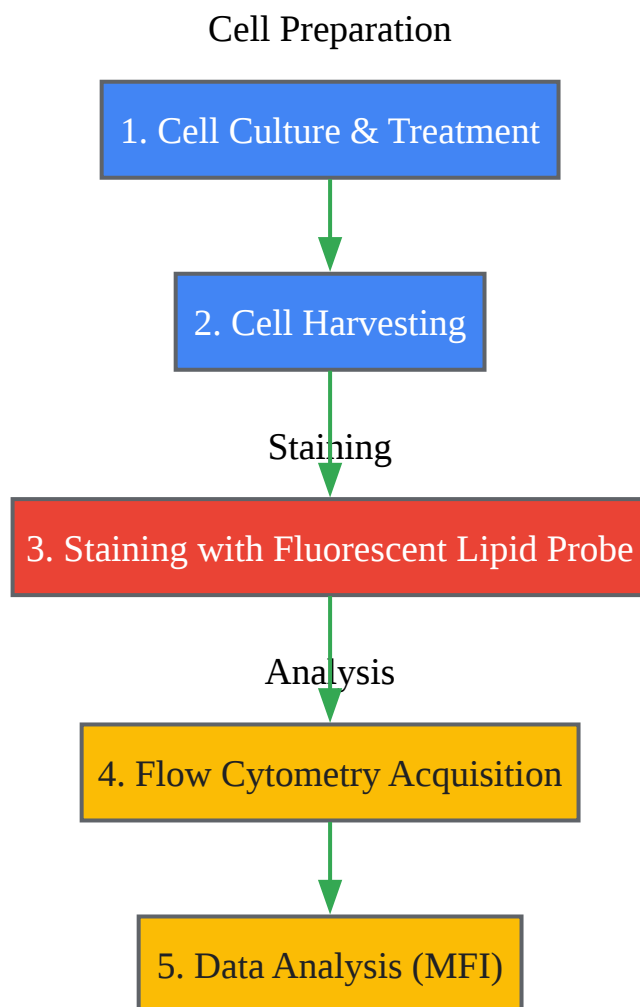 Cell Preparation
1. Cell Culture & Treatment
2. Cell Harvesting
Staining
3. Staining with Fluorescent Lipid Probe
Analysis
4. Flow Cytometry Acquisition
5. Data Analysis (MFI)